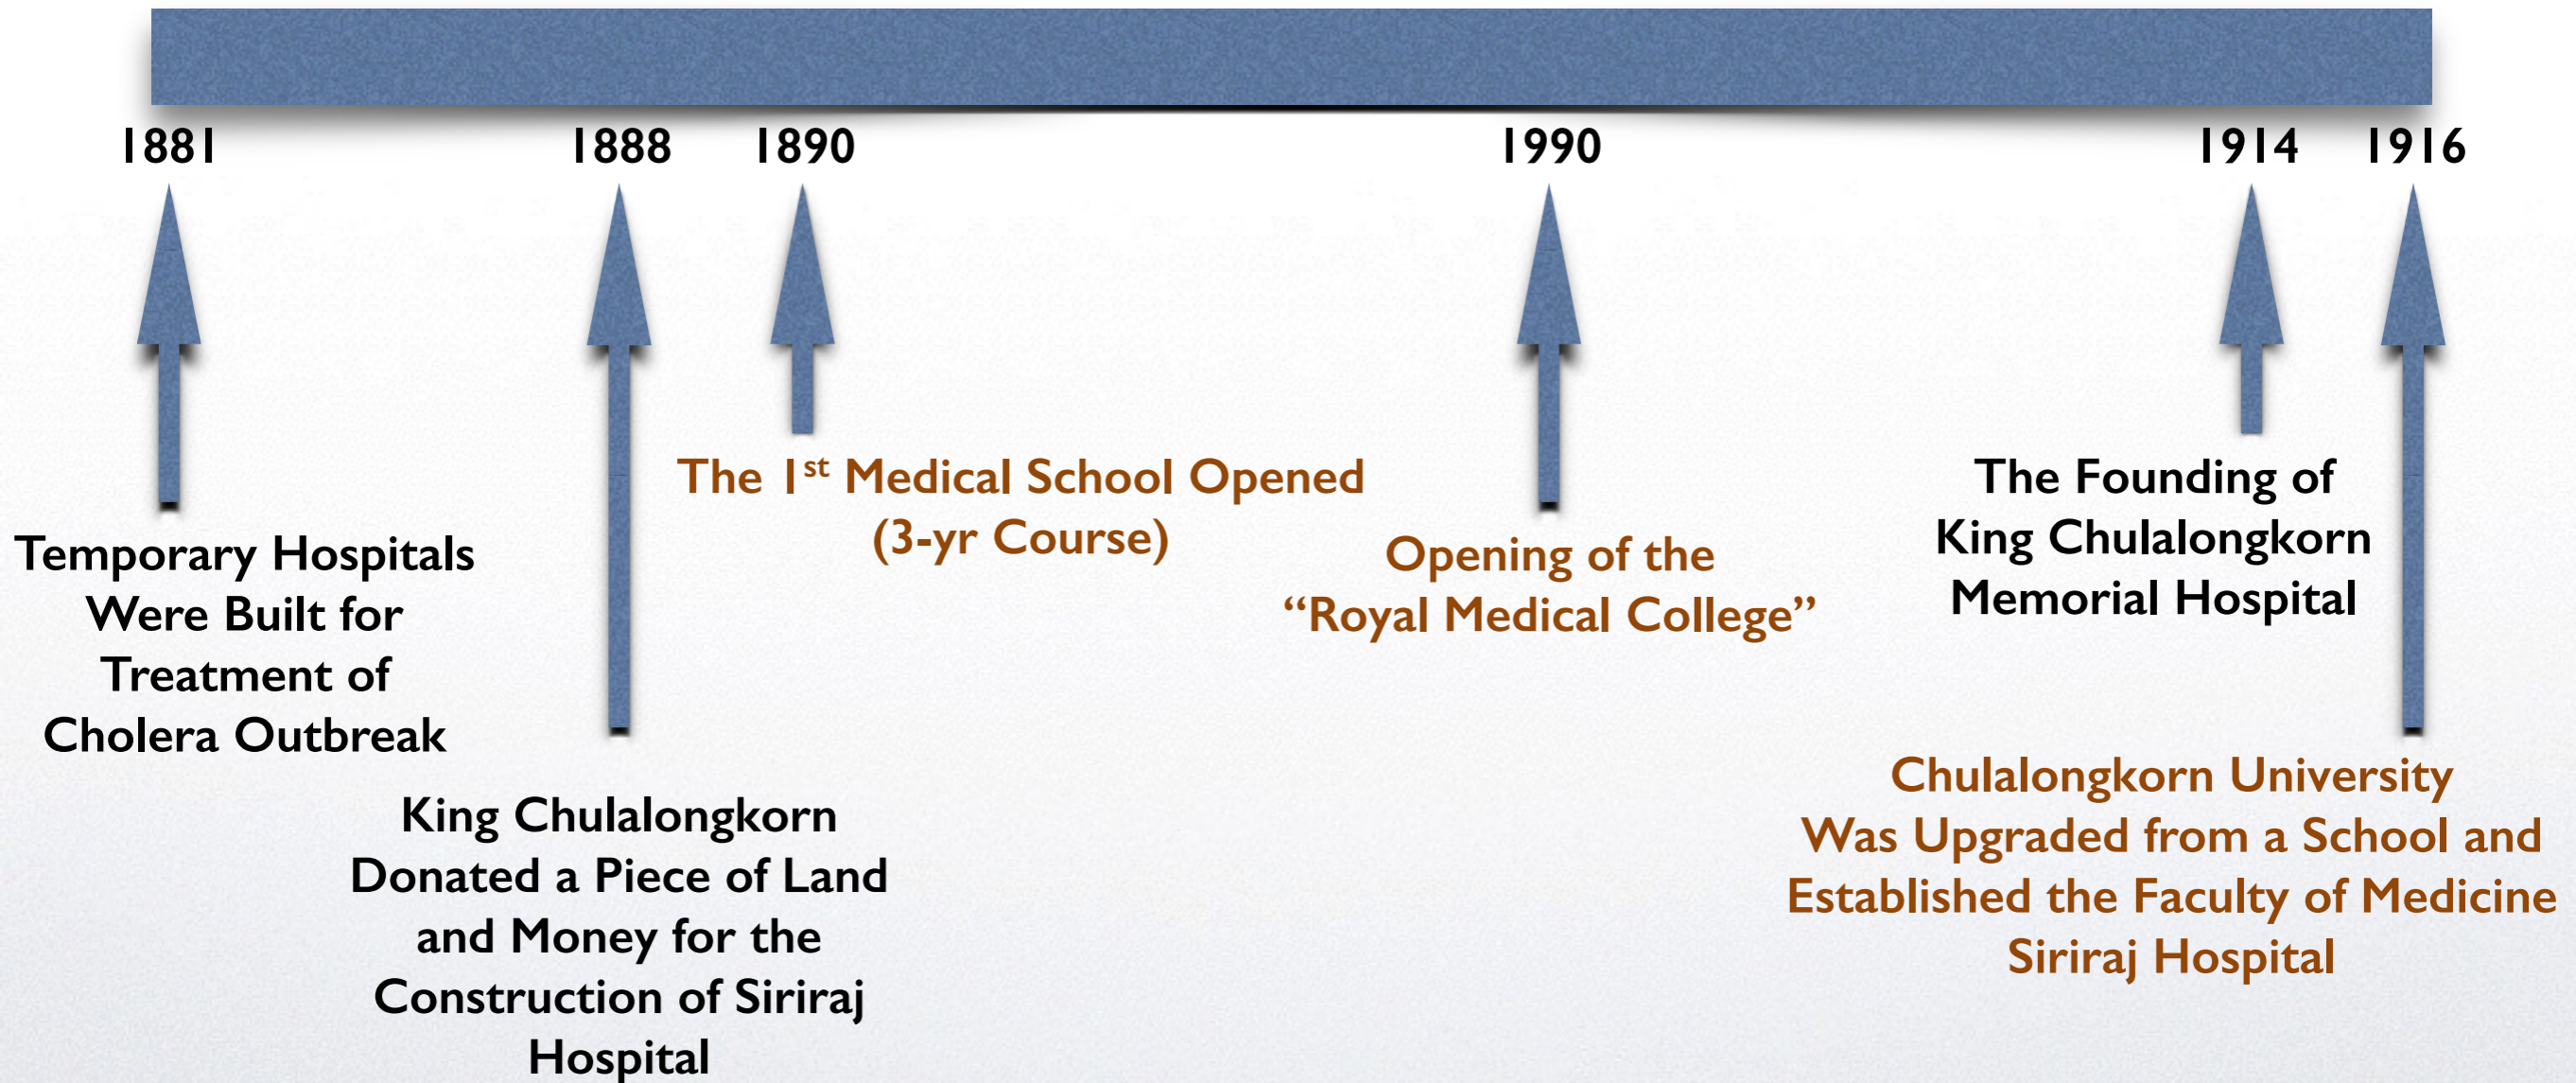 1881
1888
1890
1990
1914
1916
Temporary Hospitals
Were Built for
Treatment of
Cholera Outbreak
King Chulalongkorn
Donated a Piece of Land
and Money for the
Construction of Siriraj
Hospital
The 1st Medical School Opened
(3-yr Course)
Opening of the
“Royal Medical College”
The Founding of
King Chulalongkorn
Memorial Hospital
Chulalongkorn University
Was Upgraded from a School and
Established the Faculty of Medicine
Siriraj Hospital